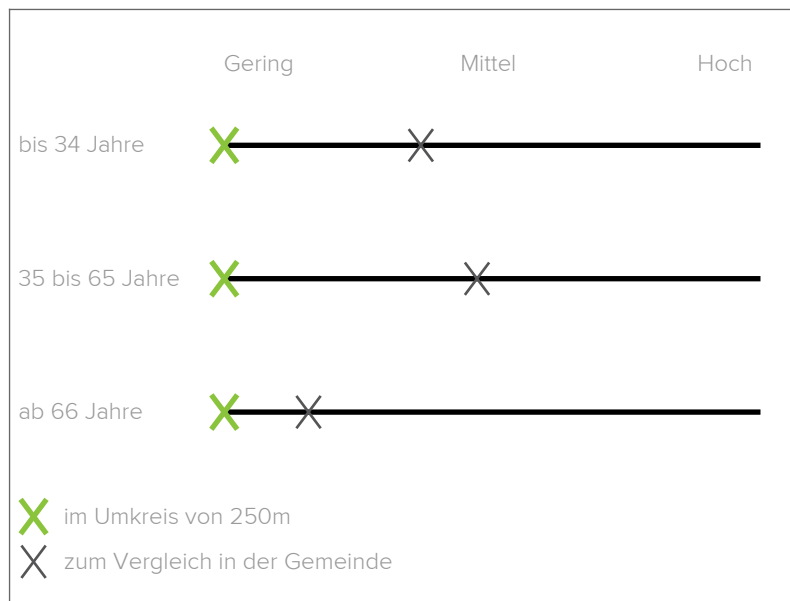 Gering Mittel Hoch
bis 34 Jahre
35 bis 65 Jahre
ab 66 Jahre
im Umkreis von 250m
zum Vergleich in der Gemeinde